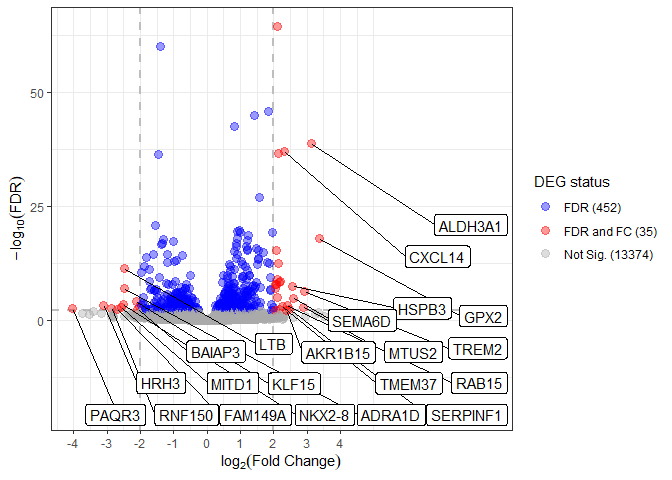 50
25
0
−log₁₀(FDR)
ALDH3A1
CXCL14
HSPB3
GPX2
SEMA6D
LTB
BAIAP3
AKR1B15
MTUS2
TREM2
HRH3
MITD1
KLF15
TMEM37
RAB15
PAQR3
RNF150
FAM149A
NKX2-8
ADRA1D
SERPINF1
-4 -3 -2 -1 0 1 2 3 4
log₂(Fold Change)
DEG status
FDR (452)
FDR and FC (35)
Not Sig. (13374)